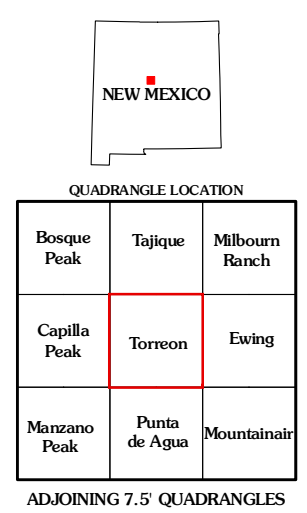 NEW MEXICO
QUADRANGLE LOCATION
Bosque
Peak
Tajique
Milbourn
Ranch
Capilla
Peak
Torreon
Ewing
Manzano
Peak
Punta
de Agua
Mountainair
ADJOINING 7.5' QUADRANGLES